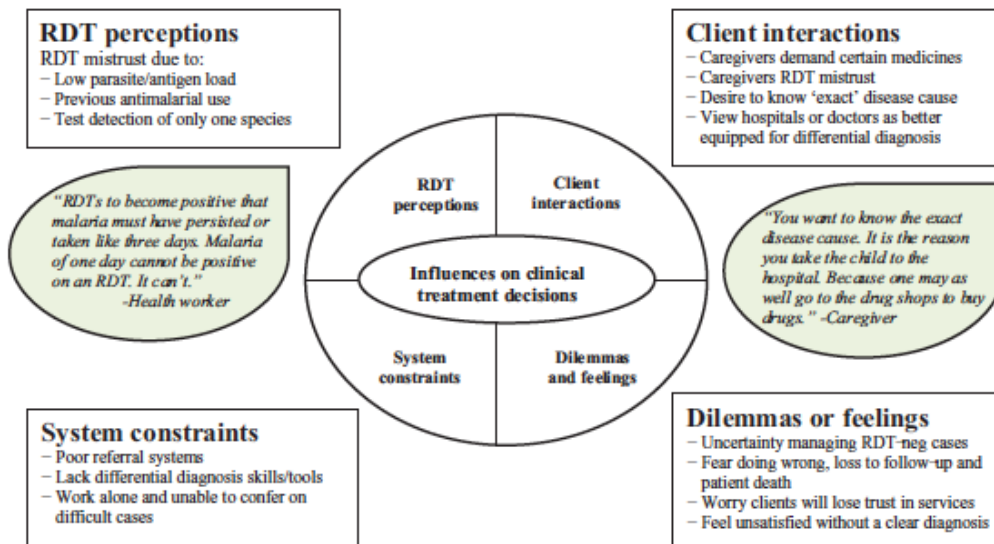 RDT perceptions
RDT mistrust due to:
− Low parasite/antigen load
− Previous antimalarial use
− Test detection of only one species
Client interactions
− Caregivers demand certain medicines
− Caregivers RDT mistrust
− Desire to know ‘exact’ disease cause
− View hospitals or doctors as better
equipped for differential diagnosis
"RDTs to become positive that
malaria must have persisted or
taken like three days. Malaria
of one day cannot be positive
on an RDT. It can't."
-Health worker
RDT
perceptions
Client
interactions
Influences on clinical
treatment decisions
System
constraints
Dilemmas
and feelings
"You want to know the exact
disease cause. It is the reason
you take the child to the
hospital. Because one may as
well go to the drug shops to buy
drugs." -Caregiver
System constraints
− Poor referral systems
− Lack differential diagnosis skills/tools
− Work alone and unable to confer on
difficult cases
Dilemmas or feelings
− Uncertainty managing RDT-neg cases
− Fear doing wrong, loss to follow-up and
patient death
− Worry clients will lose trust in services
− Feel unsatisfied without a clear diagnosis